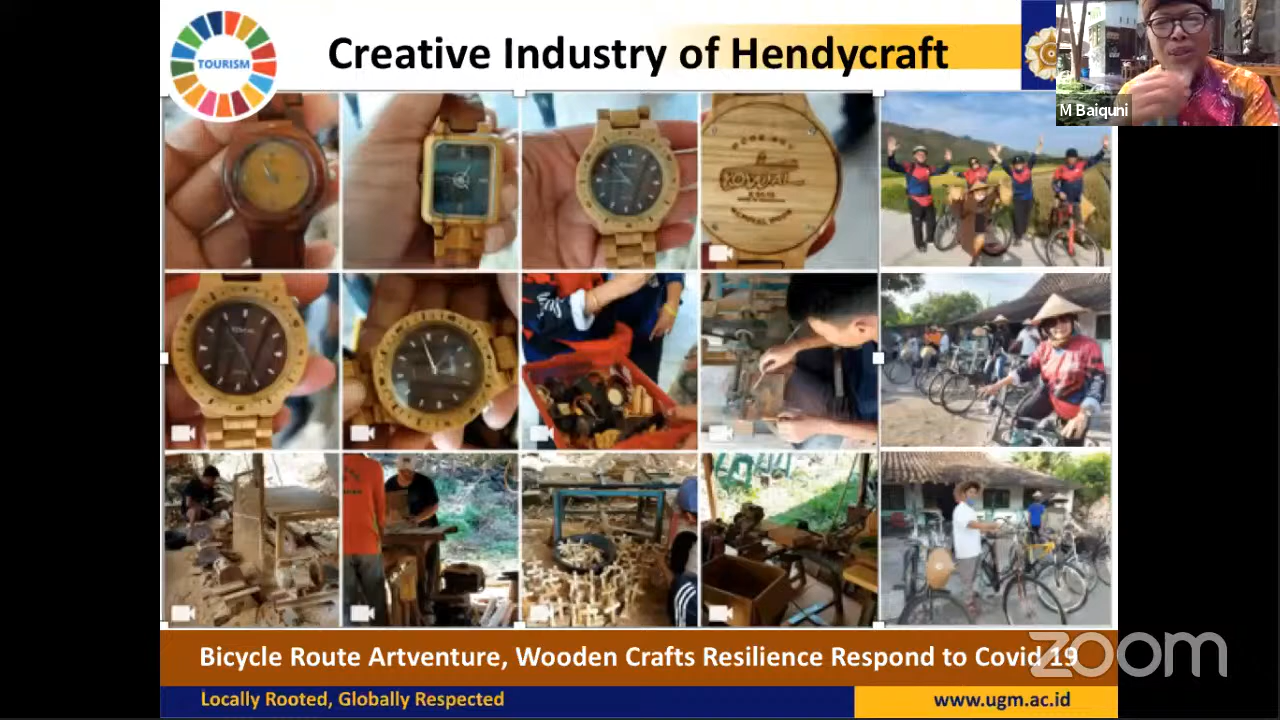 TOURISM
Creative Industry of Hendycraft
M Baiquni
Bicycle Route Artventure, Wooden Crafts Resilience Respond to Covid 19
zoom
Locally Rooted, Globally Respected
www.ugm.ac.id